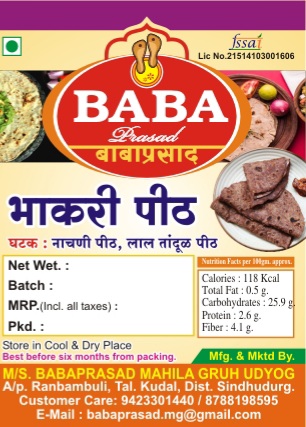 fssai
Lic No.21514103001606
BABA
Prasad
बाबाप्रसाद
भाकरी पीठ
घटक : नाचणी पीठ, लाल तांदूळ पीठ
Net Wet. :
Batch :
MRP.(Incl. all taxes) :
Pkd. :
Nutrition Facts per 100gm. approx.
Calories : 118 Kcal
Total Fat : 0.5 g.
Carbohydrates : 25.9 g.
Protein : 2.6 g.
Fiber : 4.1 g.
Store in Cool & Dry Place
Best before six months from packing.
Mfg. & Mktd By.
M/S. BABAPRASAD MAHILA GRUH UDYOG
A/p. Ranbambuli, Tal. Kudal, Dist. Sindhudurg.
Customer Care: 9423301440 / 8788198595
E-Mail : babaprasad.mg@gmail.com